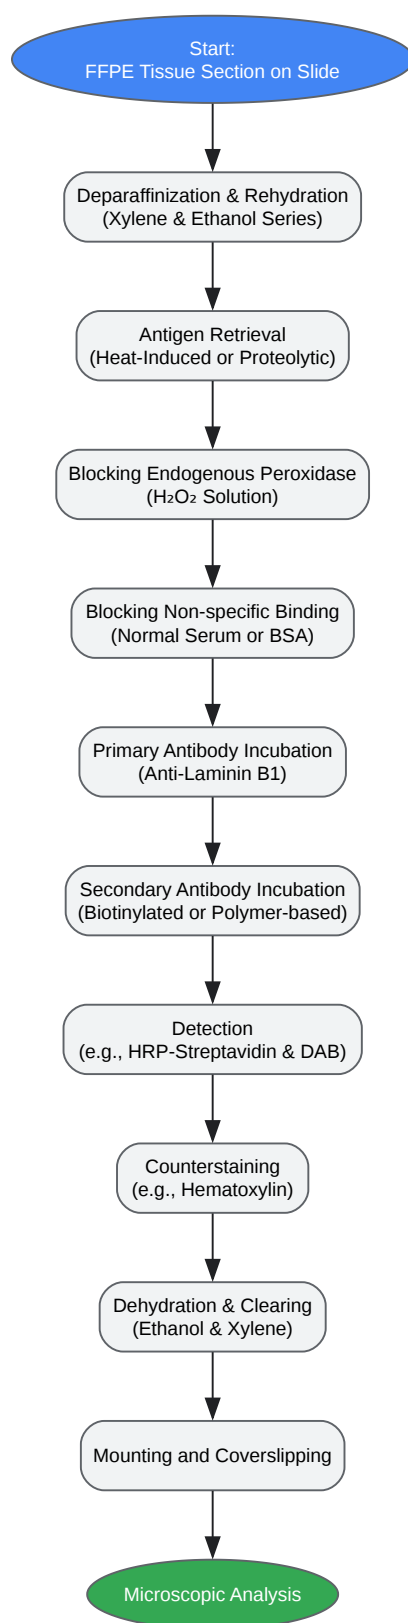 Start:
FFPE Tissue Section on Slide
Deparaffinization & Rehydration
(Xylene & Ethanol Series)
Antigen Retrieval
(Heat-Induced or Proteolytic)
Blocking Endogenous Peroxidase
(H₂O₂ Solution)
Blocking Non-specific Binding
(Normal Serum or BSA)
Primary Antibody Incubation
(Anti-Laminin B1)
Secondary Antibody Incubation
(Biotinylated or Polymer-based)
Detection
(e.g., HRP-Streptavidin & DAB)
Counterstaining
(e.g., Hematoxylin)
Dehydration & Clearing
(Ethanol & Xylene)
Mounting and Coverslipping
Microscopic Analysis